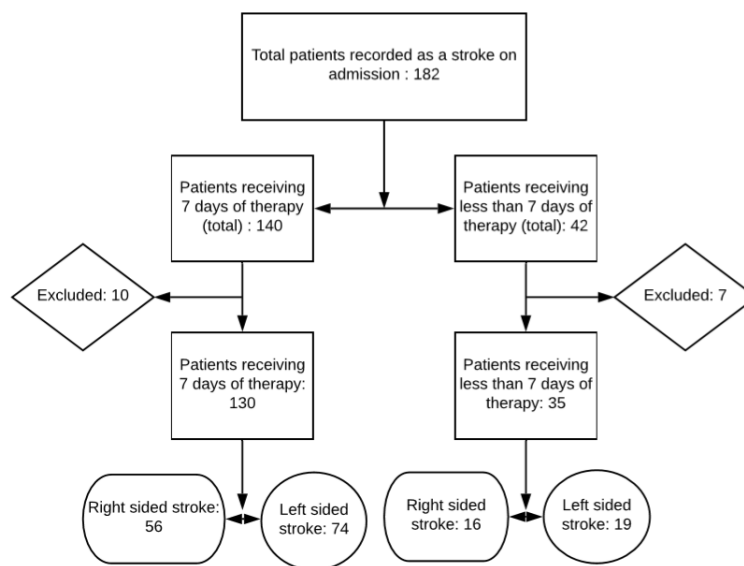 Total patients recorded as a stroke on
admission : 182
Patients receiving
7 days of therapy
(total) : 140
Patients receiving
less than 7 days of
therapy (total): 42
Excluded: 10
Excluded: 7
Patients receiving
7 days of therapy:
130
Patients receiving
less than 7 days of
therapy: 35
Right sided stroke:
56
Left sided
stroke: 74
Right sided
stroke: 16
Left sided
stroke: 19